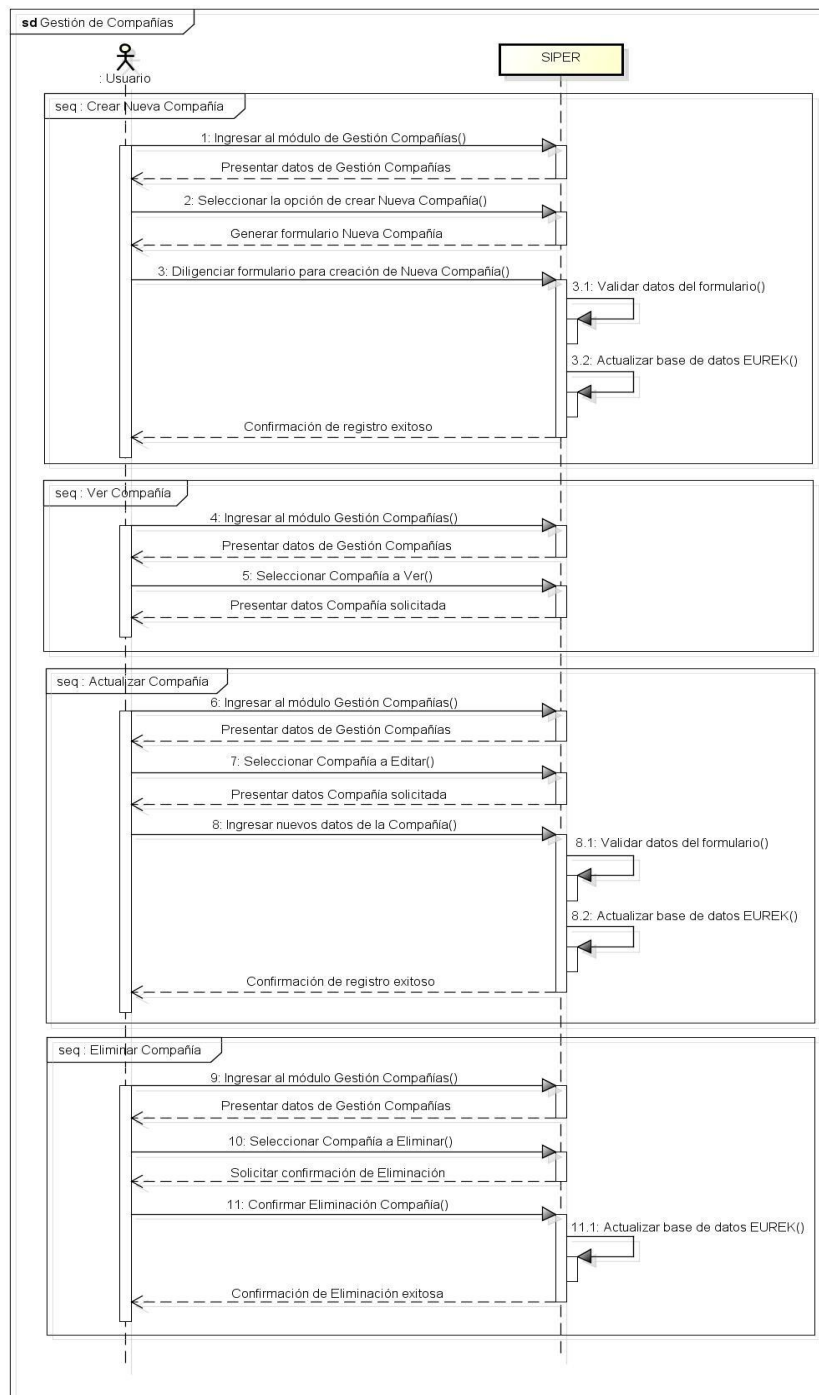 sd Gestión de Compañías
: Usuario
SIPER
seq : Crear Nueva Compañía
1: Ingresar al módulo de Gestión Compañías()
Presentar datos de Gestión Compañías
2: Seleccionar la opción de crear Nueva Compañía()
Generar formulario Nueva Compañía
3: Diligenciar formulario para creación de Nueva Compañía()
3.1: Validar datos del formulario()
3.2: Actualizar base de datos EUREK()
Confirmación de registro exitoso
seq : Ver Compañía
4: Ingresar al módulo Gestión Compañías()
Presentar datos de Gestión Compañías
5: Seleccionar Compañía a Ver()
Presentar datos Compañía solicitada
seq : Actualizar Compañía
6: Ingresar al módulo Gestión Compañías()
Presentar datos de Gestión Compañías
7: Seleccionar Compañía a Editar()
Presentar datos Compañía solicitada
8: Ingresar nuevos datos de la Compañía()
8.1: Validar datos del formulario()
8.2: Actualizar base de datos EUREK()
Confirmación de registro exitoso
seq : Eliminar Compañía
9: Ingresar al módulo Gestión Compañías()
Presentar datos de Gestión Compañías
10: Seleccionar Compañía a Eliminar()
Solicitar confirmación de Eliminación
11: Confirmar Eliminación Compañía()
11.1: Actualizar base de datos EUREK()
Confirmación de Eliminación exitosa